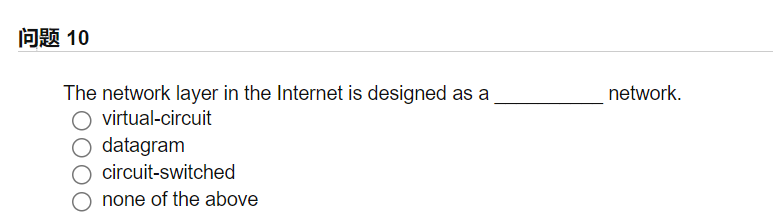 问题 10
The network layer in the Internet is designed as a __________ network.
virtual-circuit
datagram
circuit-switched
none of the above